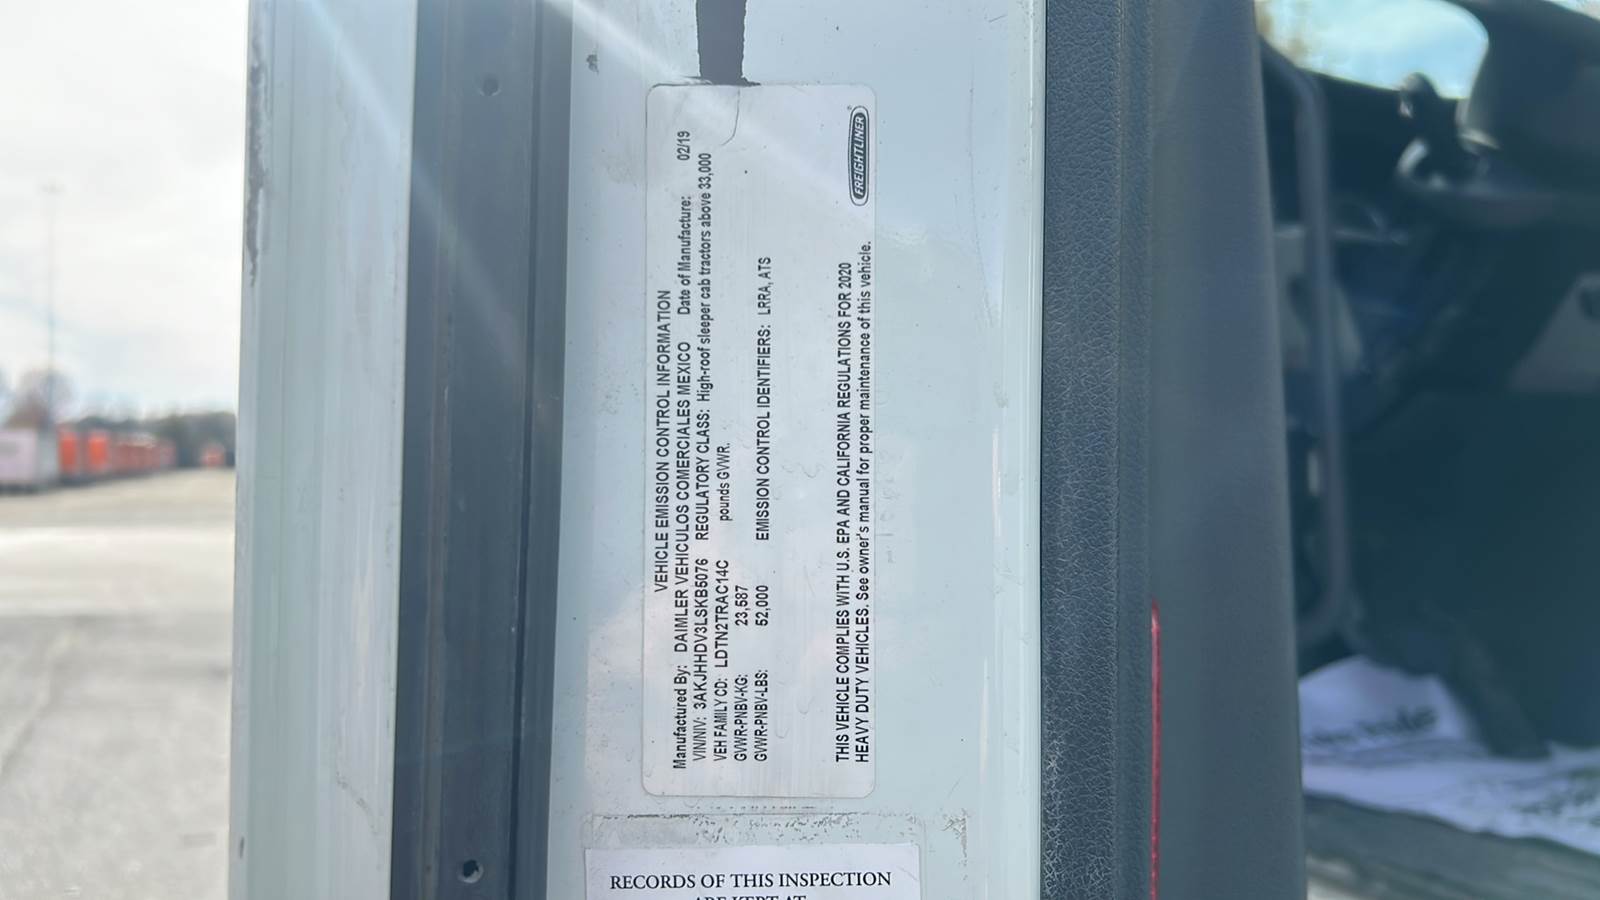 VEHICLE EMISSION CONTROL INFORMATION
Manufactured By: DAIMLER VEHICULOS COMERCIALES MEXICO Date of Manufacture: 02/19
VIN/NIV: 3AKJHHDV3LSKB5076 REGULATORY CLASS: High-roof sleeper cab tractors above 33,000
VEH FAMILY CD: LDTN2TRAC14C pounds GVWR.
GVWR-PNBV-KG: 23,587
GVWR-PNBV-LBS: 52,000 EMISSION CONTROL IDENTIFIERS: LRRA, ATS
THIS VEHICLE COMPLIES WITH U.S. EPA AND CALIFORNIA REGULATIONS FOR 2020
HEAVY DUTY VEHICLES. See owner's manual for proper maintenance of this vehicle.
FREIGHTLINER
RECORDS OF THIS INSPECTION
ARE KEPT AT